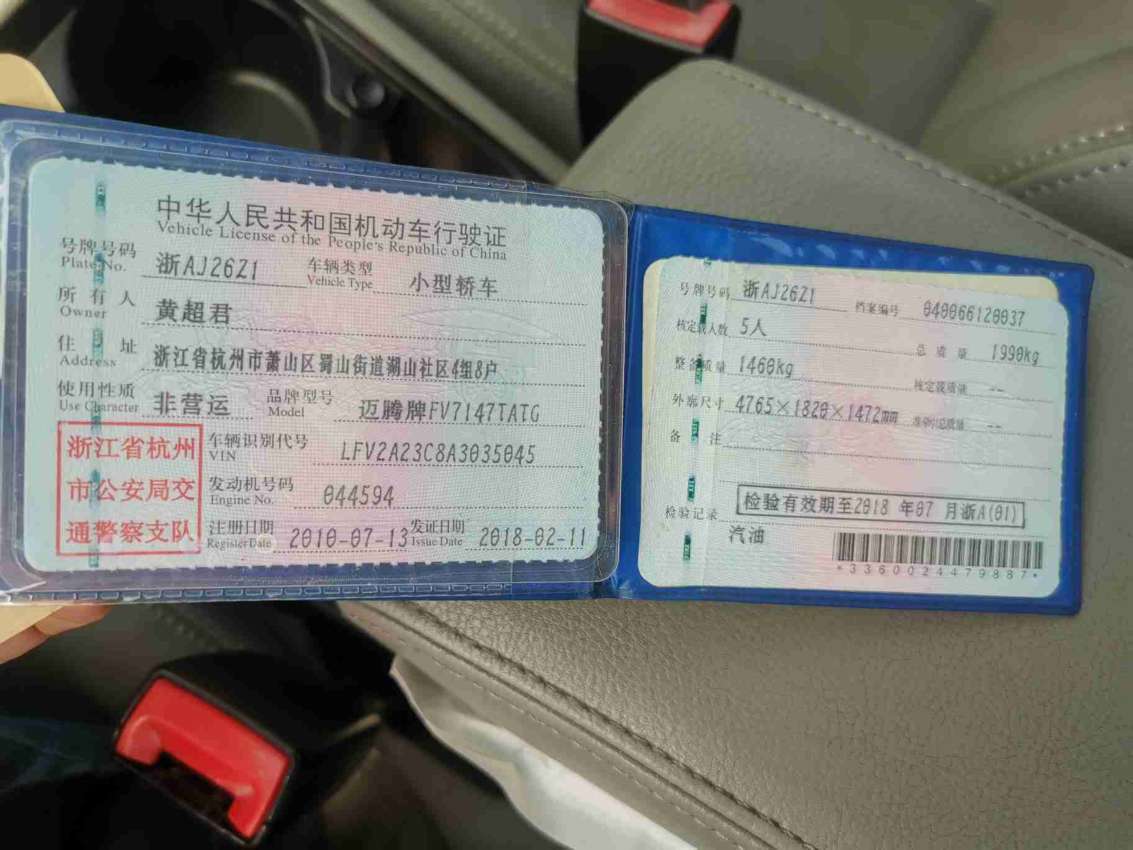 中华人民共和国机动车行驶证
Vehicle License of the People's Republic of China
号牌号码 浙AJ26Z1 车辆类型 小型轿车
Plate No. Vehicle Type
所有人 黄超君
Owner
住址 浙江省杭州市萧山区蜀山街道湖山社区4组8户
Address
使用性质 非营运 品牌型号 迈腾牌FV7147TATG
Use Character Model
浙江省杭州
市公安局交
通警察支队
车辆识别代号 LFV2A23C8A3035045
VIN
发动机号码 044594
Engine No.
注册日期 2010-07-13 发证日期 2018-02-11
Register Date Issue Date
号牌号码 浙AJ26Z1 档案编号 040066120037
核定载人数 5人 总质量 1990kg
整备质量 1460kg 核定载质量 --
外廓尺寸 4765×1820×1472mm 准牵引总质量 --
备注
检验有效期至2018年07月浙A(01)
检验记录
汽油
*3360024479887*